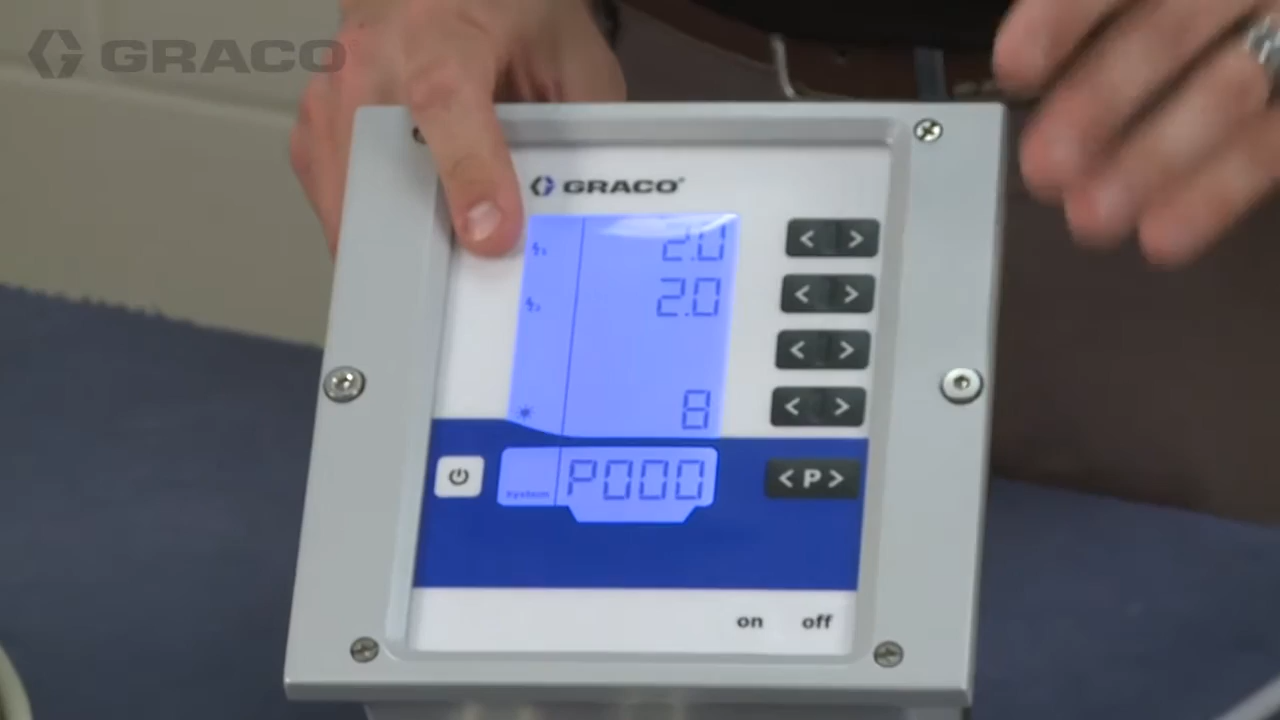 GRACO
GRACO
2.0
2.0
8
system P000
< P >
on off